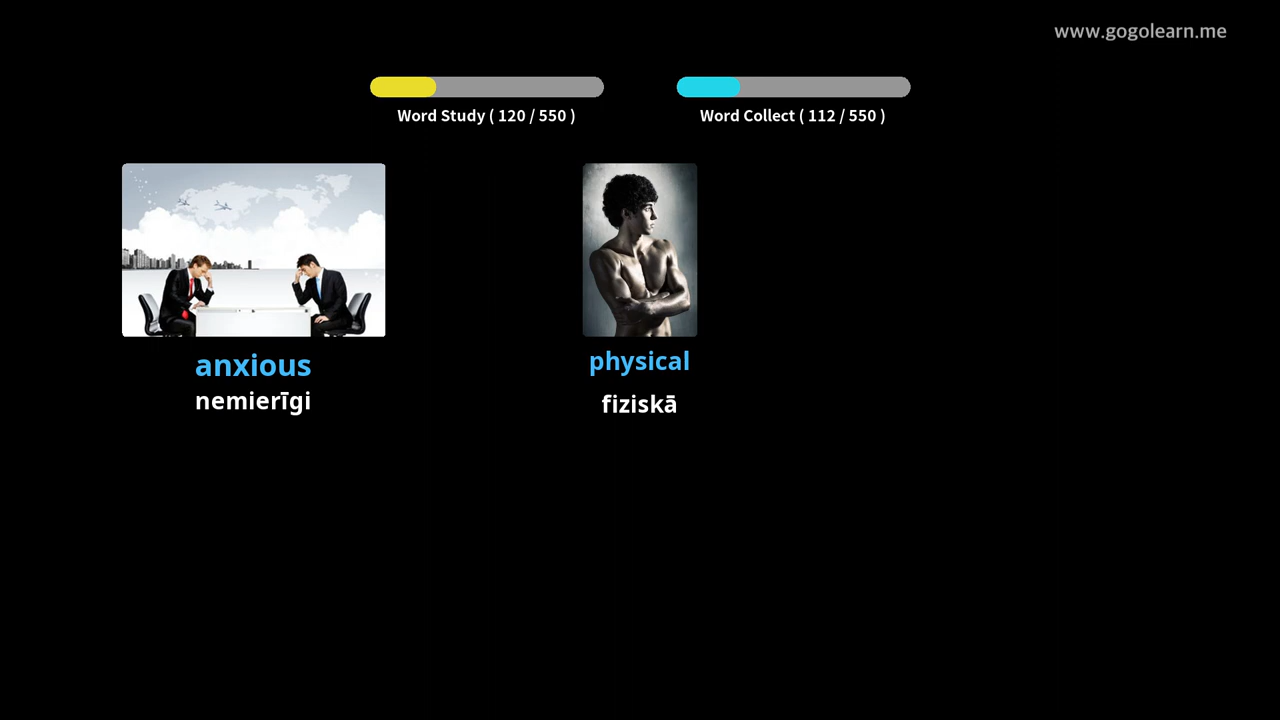 www.gogolearn.me
Word Study ( 120 / 550 )
Word Collect ( 112 / 550 )
anxious
nemierīgi
physical
fiziskā